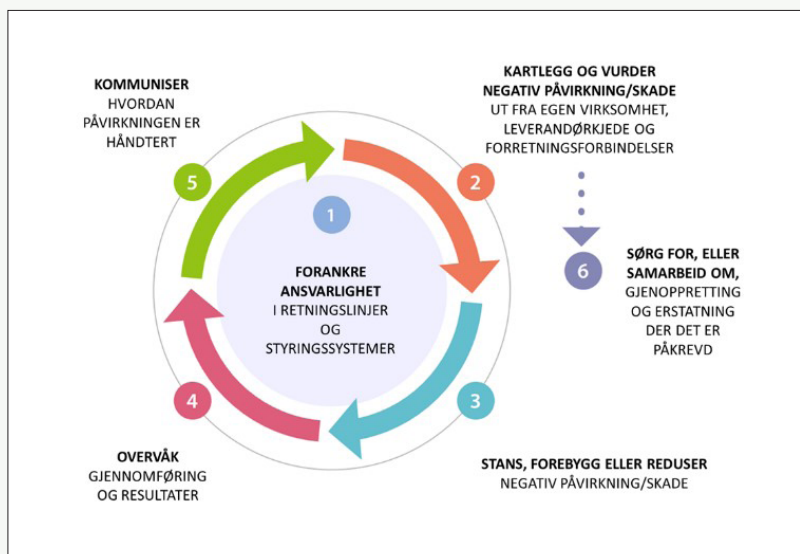 1
FORANKRE
ANSVARLIGHET
I RETNINGSLINJER
OG
STYRINGSSYSTEMER
2
KARTLEGG OG VURDER
NEGATIV PÅVIRKNING/SKADE
UT FRA EGEN VIRKSOMHET,
LEVERANDØRKJEDE OG
FORRETNINGSFORBINDELSER
3
STANS, FOREBYGG ELLER REDUSER
NEGATIV PÅVIRKNING/SKADE
4
OVERVÅK
GJENNOMFØRING
OG RESULTATER
5
KOMMUNISER
HVORDAN
PÅVIRKNINGEN ER
HÅNDTERT
6
SØRG FOR, ELLER
SAMARBEID OM,
GJENOPPRETTING
OG ERSTATNING
DER DET ER
PÅKREVD